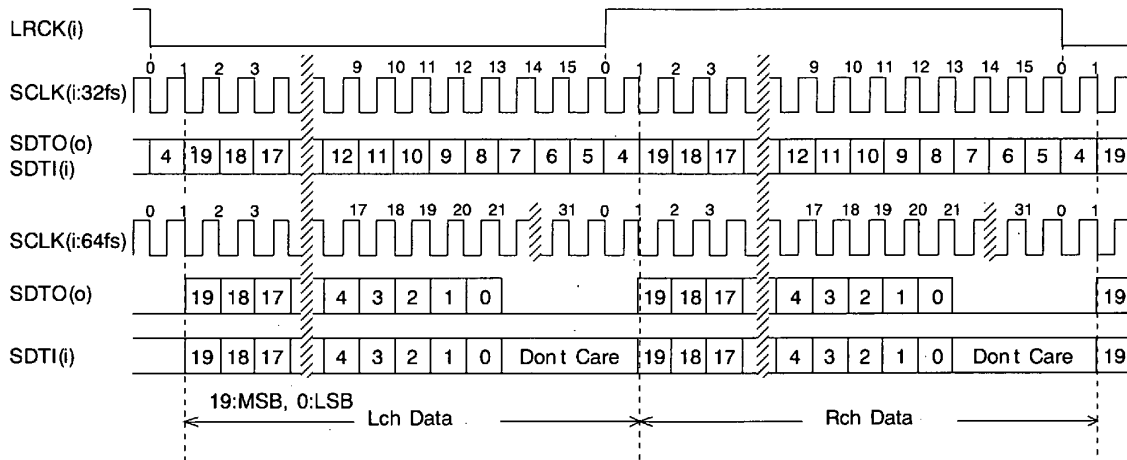 LRCK(i)
0 1 2 3 9 10 11 12 13 14 15 0 1 2 3 9 10 11 12 13 14 15 0 1
SCLK(i:32fs)
SDTO(o)
SDTI(i)
4 19 18 17 12 11 10 9 8 7 6 5 4 19 18 17 12 11 10 9 8 7 6 5 4 19
0 1 2 3 17 18 19 20 21 31 0 1 2 3 17 18 19 20 21 31 0 1
SCLK(i:64fs)
SDTO(o) 19 18 17 4 3 2 1 0 19 18 17 4 3 2 1 0 19
SDTI(i) 19 18 17 4 3 2 1 0 Don t Care 19 18 17 4 3 2 1 0 Don t Care 19
19:MSB, 0:LSB
Lch Data Rch Data